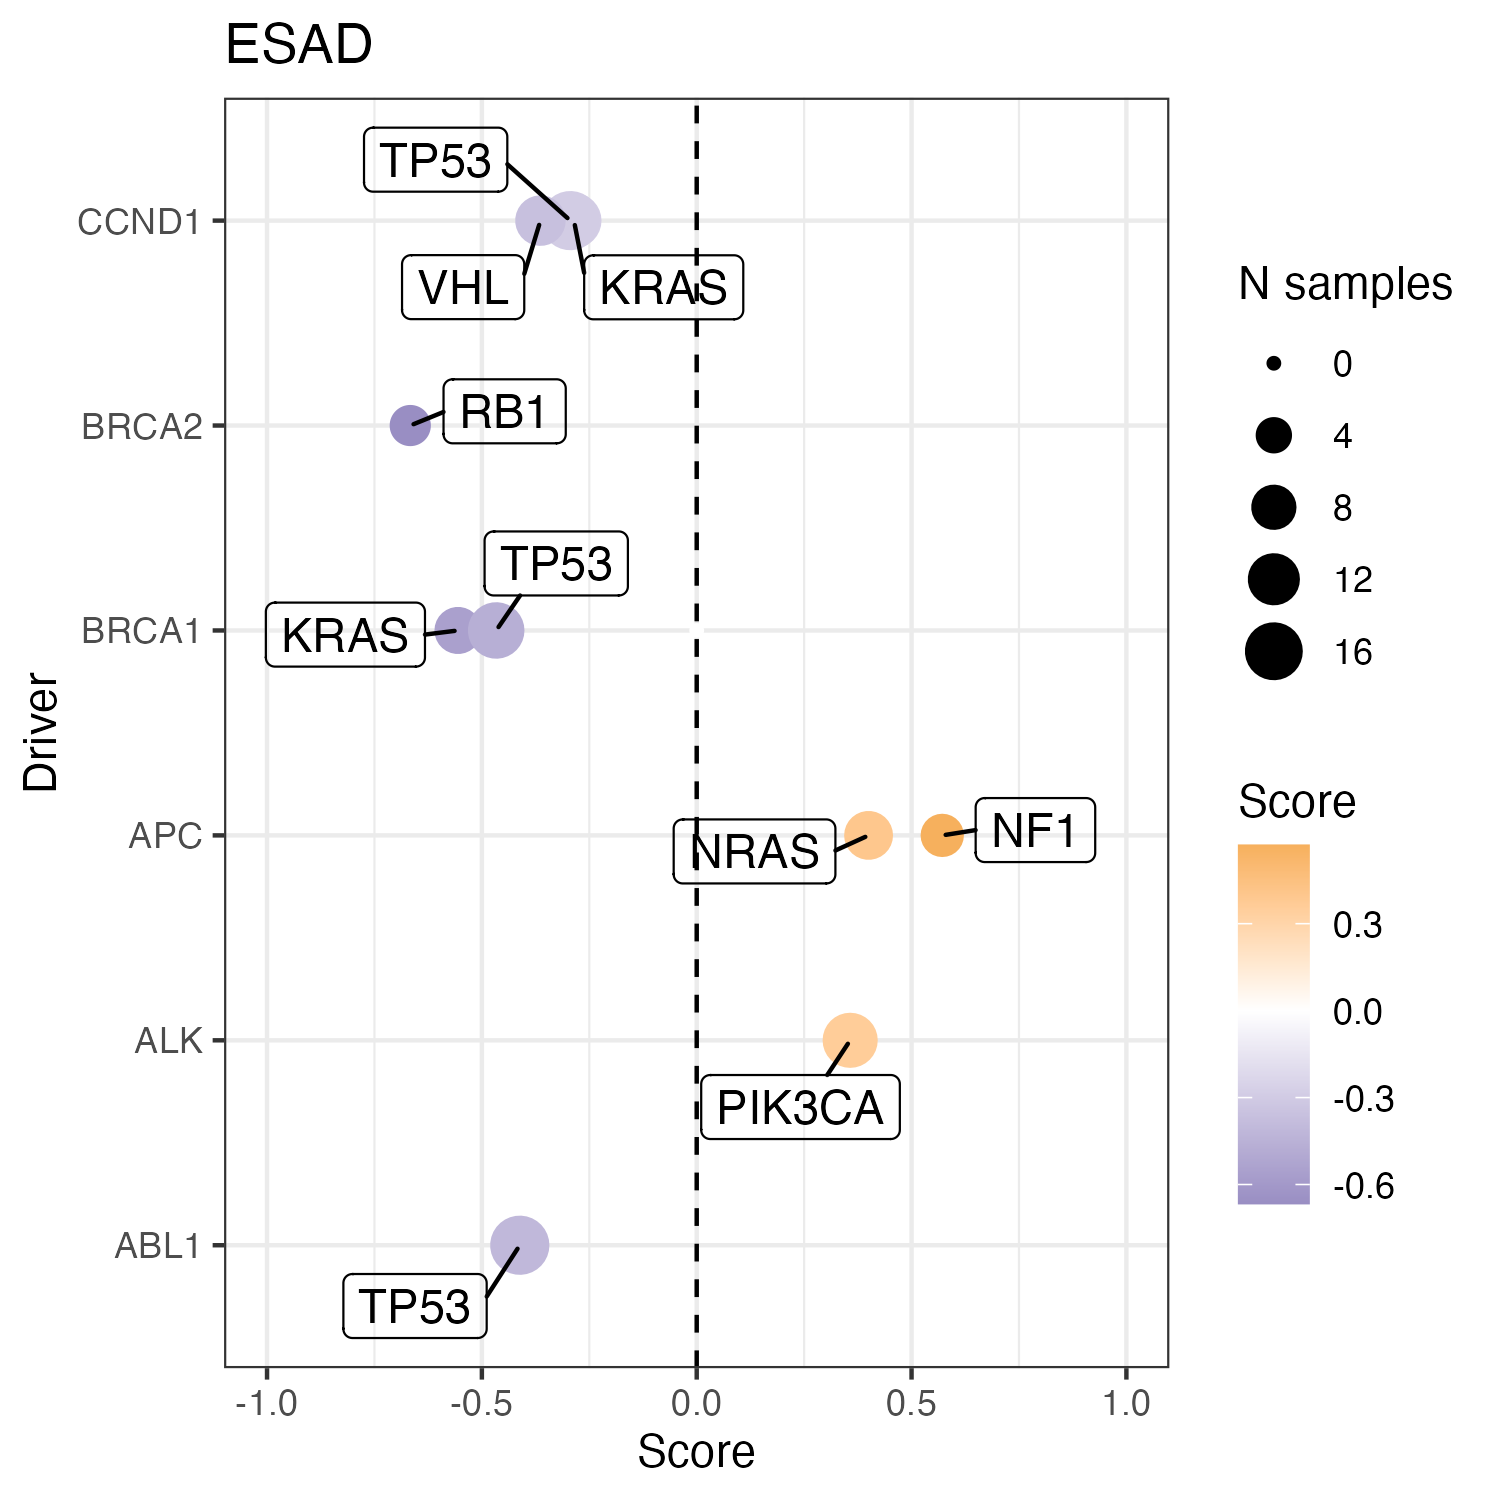 ESAD
TP53
CCND1
VHL
KRAS
BRCA2
RB1
TP53
BRCA1
KRAS
APC
NRAS
NF1
ALK
PIK3CA
ABL1
TP53
Driver
-1.0
-0.5
0.0
0.5
1.0
Score
N samples
0
4
8
12
16
Score
0.3
0.0
-0.3
-0.6